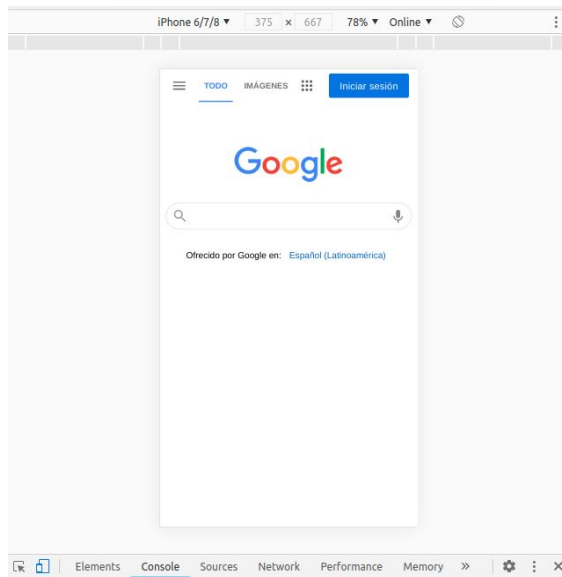 iPhone 6/7/8 ▼ 375 × 667 78% ▼ Online ▼
TODO IMÁGENES Iniciar sesión
Google
Ofrecido por Google en: Español (Latinoamérica)
Elements Console Sources Network Performance Memory »